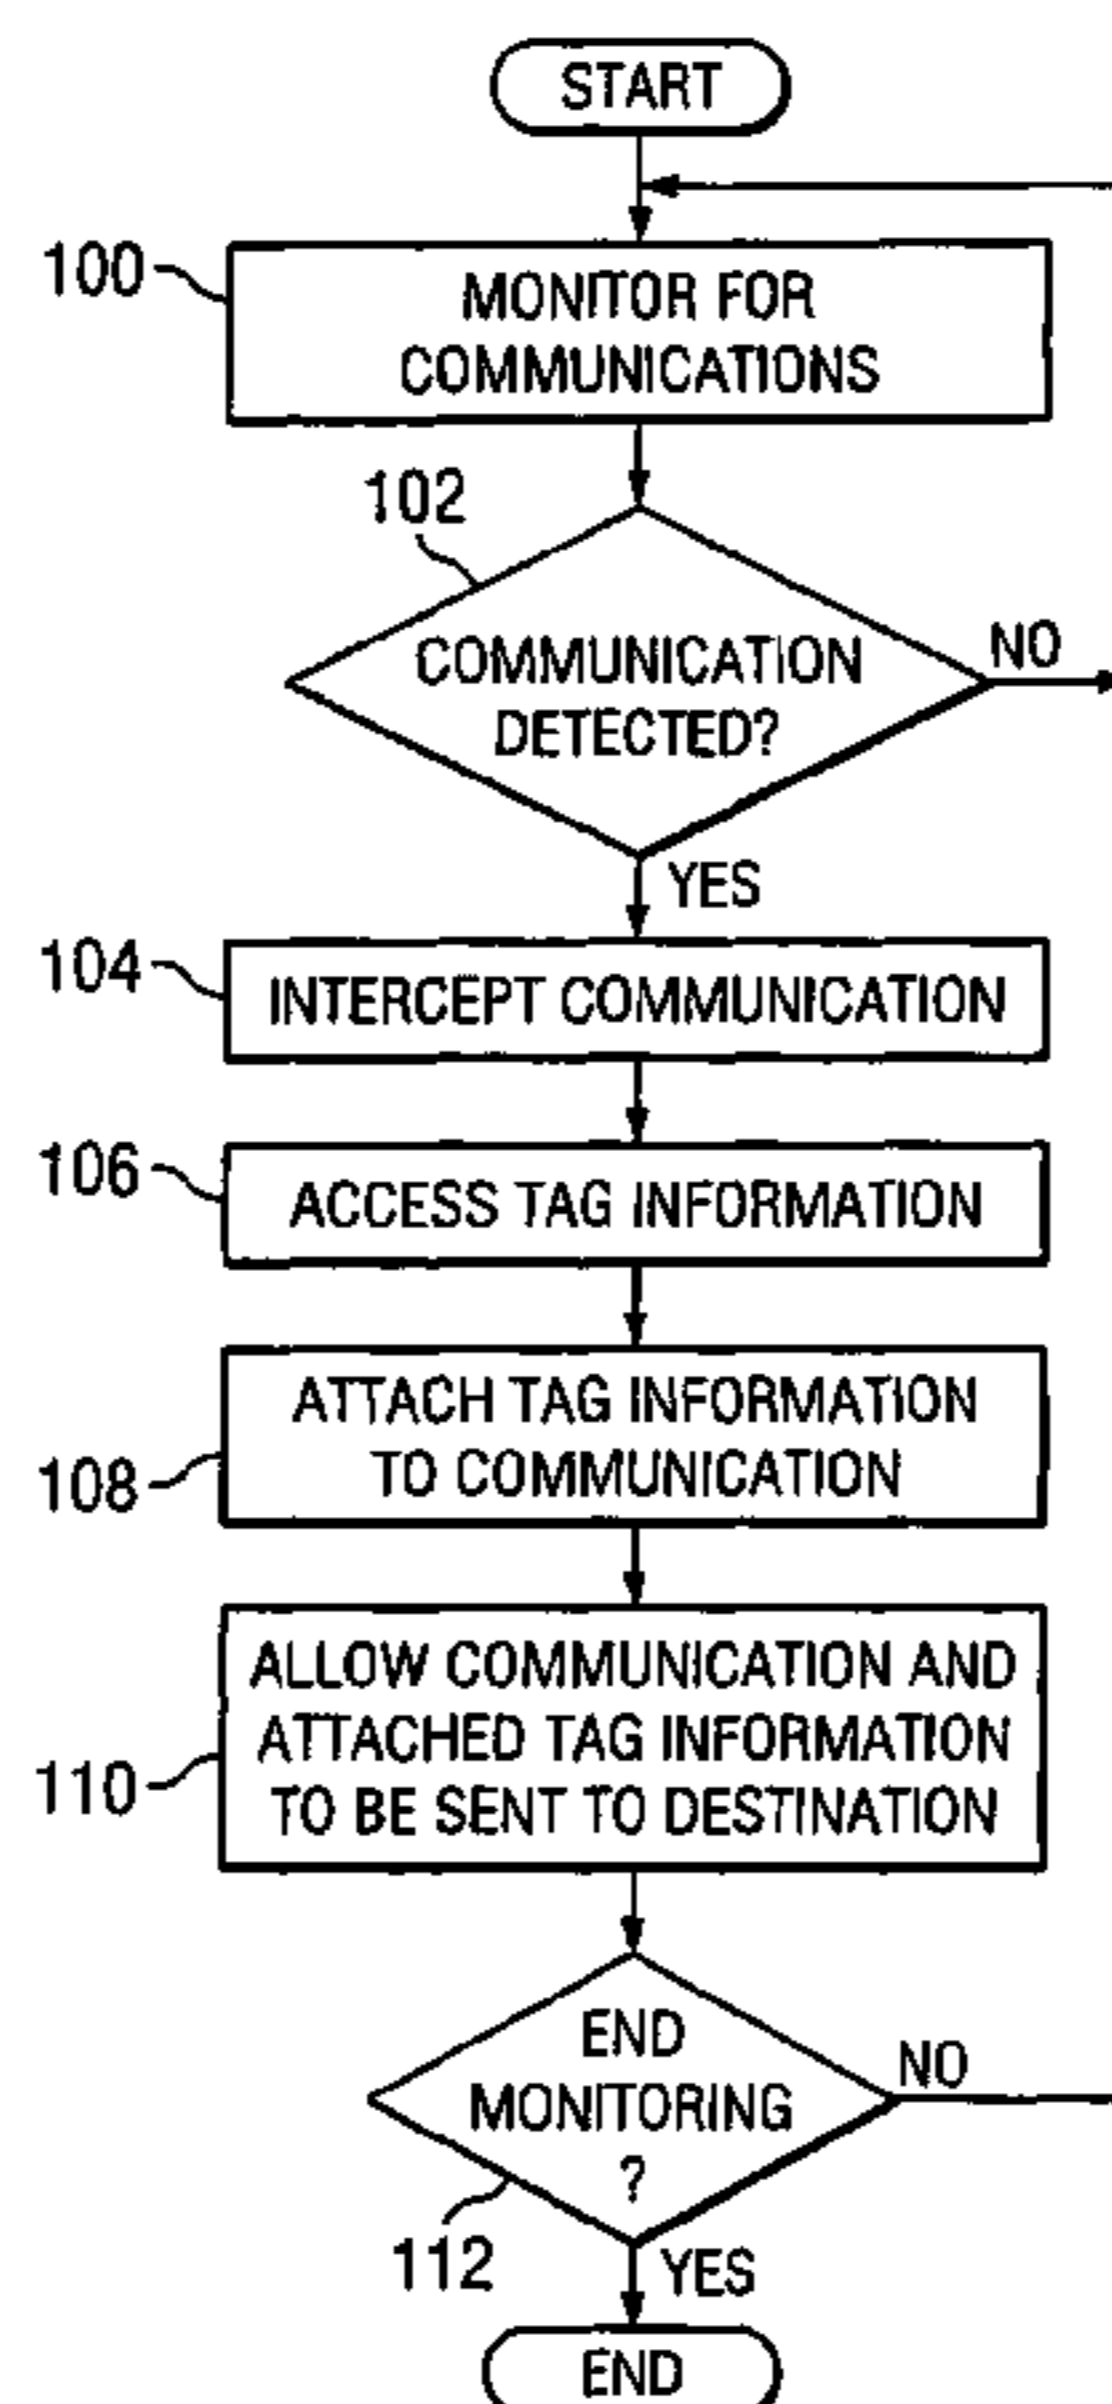 START
100
MONITOR FOR
COMMUNICATIONS
102
COMMUNICATION
DETECTED?
NO
YES
104
INTERCEPT COMMUNICATION
106
ACCESS TAG INFORMATION
108
ATTACH TAG INFORMATION
TO COMMUNICATION
110
ALLOW COMMUNICATION AND
ATTACHED TAG INFORMATION
TO BE SENT TO DESTINATION
END
MONITORING
?
NO
112
YES
END